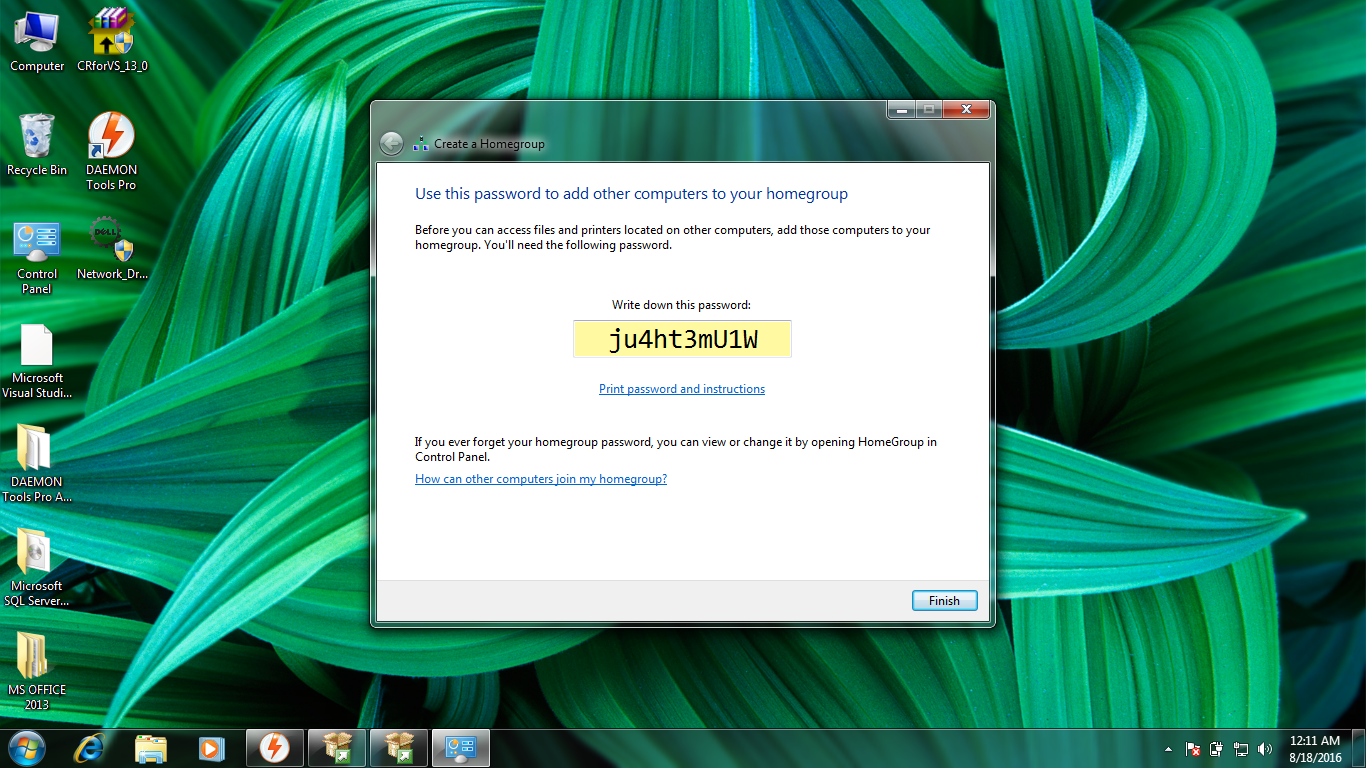 Computer
CRforVS_13_0
Recycle Bin
DAEMON
Tools Pro
Control
Panel
DELL
Network_Dr...
Microsoft
Visual Studi...
DAEMON
Tools Pro A...
Microsoft
SQL Server...
MS OFFICE
2013
Create a Homegroup
Use this password to add other computers to your homegroup
Before you can access files and printers located on other computers, add those computers to your
homegroup. You'll need the following password.
Write down this password:
ju4ht3mU1W
Print password and instructions
If you ever forget your homegroup password, you can view or change it by opening HomeGroup in
Control Panel.
How can other computers join my homegroup?
Finish
12:11 AM
8/18/2016